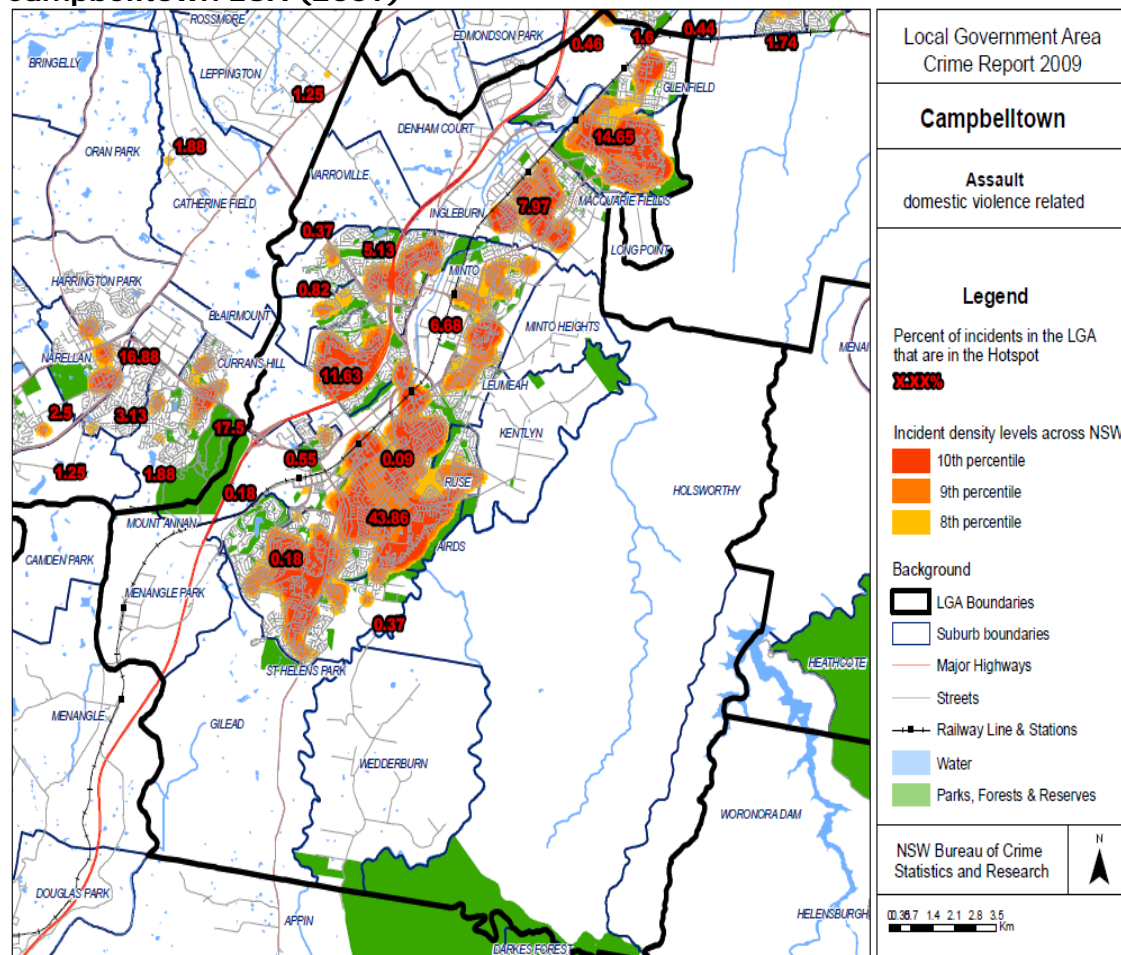 Campbelltown LGA (2009)
ROSSMORE
EDMONDSON PARK
0.46
1.6
0.44
1.74
BRINGELLY
LEPPINGTON
1.25
GLENFIELD
DENHAM COURT
14.65
ORAN PARK
1.88
VARROVILLE
CATHERINE FIELD
INGLEBURN
7.97
MACQUARIE FIELDS
0.37
5.13
LONG POINT
MINTO
HARRINGTON PARK
0.82
BLAIRMOUNT
6.68
MINTO HEIGHTS
MENAI
NARELLAN
16.88
CURRANS HILL
11.63
LEUMEAH
2.5
3.13
17.5
KENTLYN
0.55
0.09
1.25
1.88
0.18
RUSE
HOLSWORTHY
MOUNT ANNAN
43.86
AIRDS
CAMDEN PARK
0.18
MENANGLE PARK
0.37
ST HELENS PARK
HEATHCOTE
MENANGLE
GILEAD
WEDDERBURN
WORONORA DAM
DOUGLAS PARK
APPIN
HELENSBURGH
DARKES FOREST
Local Government Area
Crime Report 2009
Campbelltown
Assault
domestic violence related
Legend
Percent of incidents in the LGA
that are in the Hotspot
X.XX%
Incident density levels across NSW
10th percentile
9th percentile
8th percentile
Background
LGA Boundaries
Suburb boundaries
Major Highways
Streets
Railway Line & Stations
Water
Parks, Forests & Reserves
NSW Bureau of Crime
Statistics and Research
N
1.4 2.1 2.8 3.5
Km